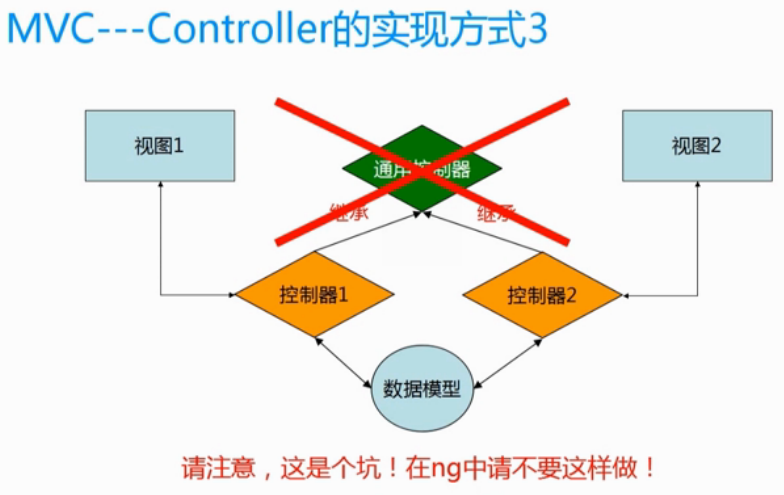 MVC---Controller的实现方式3
视图1
通用控制器
视图2
继承
继承
控制器1
控制器2
数据模型
请注意，这是个坑！在ng中请不要这样做！